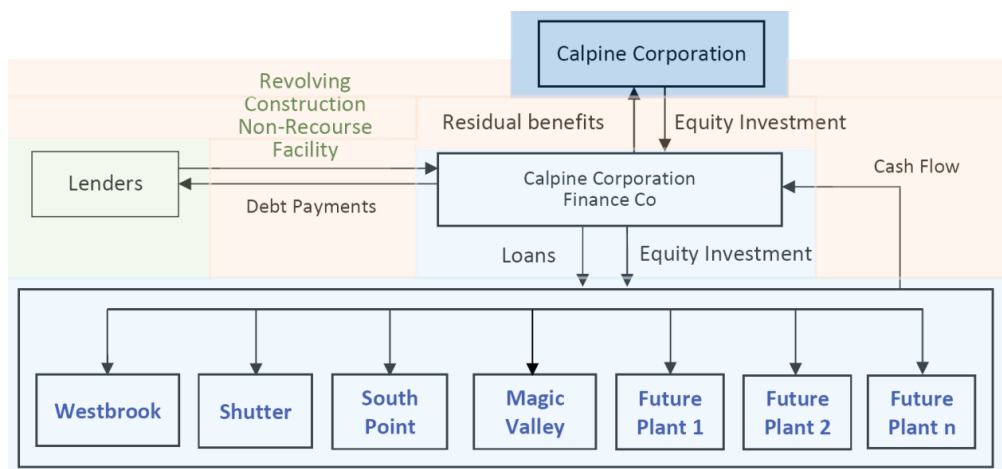 Calpine Corporation
Revolving
Construction
Non-Recourse
Facility
Residual benefits
Equity Investment
Cash Flow
Lenders
Calpine Corporation
Finance Co
Debt Payments
Loans
Equity Investment
Westbrook
Shutter
South
Point
Magic
Valley
Future
Plant 1
Future
Plant 2
Future
Plant n